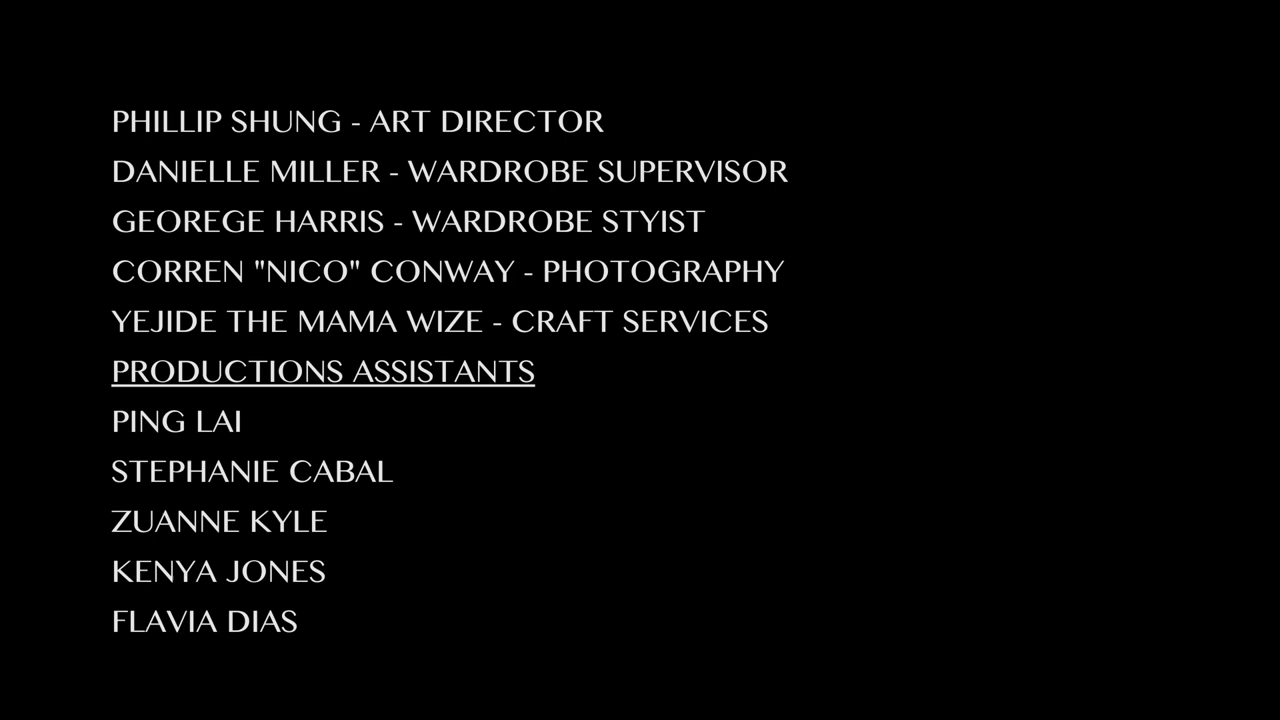 PHILLIP SHUNG - ART DIRECTOR
DANIELLE MILLER - WARDROBE SUPERVISOR
GEOREGE HARRIS - WARDROBE STYIST
CORREN "NICO" CONWAY - PHOTOGRAPHY
YEJIDE THE MAMA WIZE - CRAFT SERVICES
PRODUCTIONS ASSISTANTS
PING LAI
STEPHANIE CABAL
ZUANNE KYLE
KENYA JONES
FLAVIA DIAS